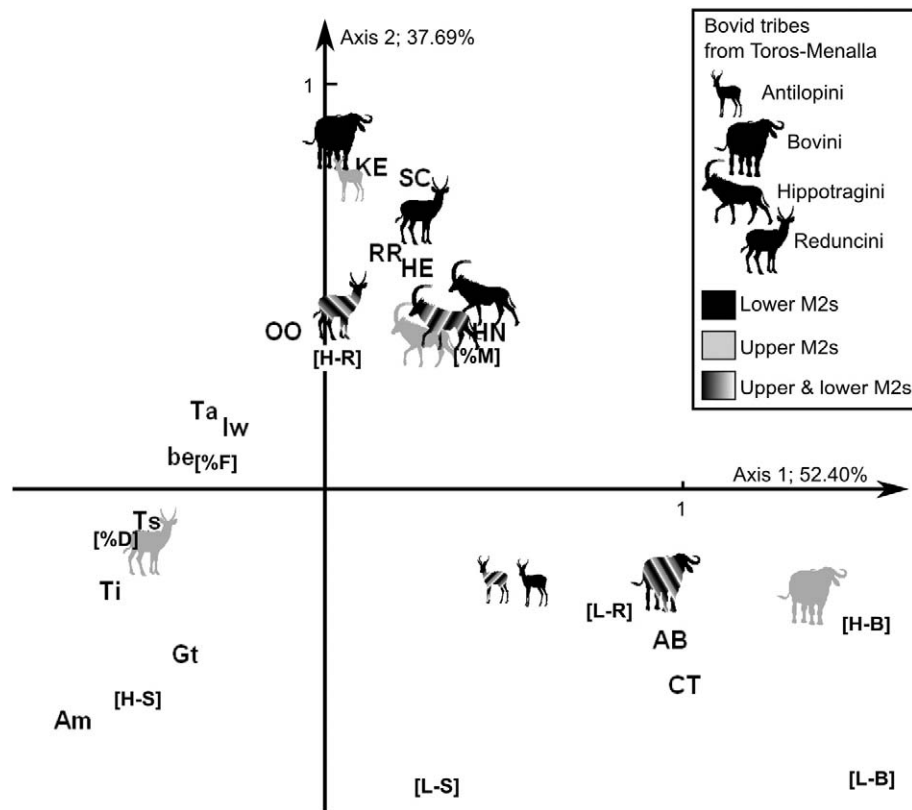 Axis 2; 37.69%
1
Bovid tribes
from Toros-Menalla
Antilopini
Bovini
Hippotragini
Reduncini
Lower M2s
Upper M2s
Upper & lower M2s
KE
SC
RR
HE
OO
HN
[H-R]
[%M]
Ta
Iw
be[%F]
Axis 1; 52.40%
1
Ts
[%D]
Ti
[L-R]
[H-B]
AB
Gt
CT
[H-S]
Am
[L-S]
[L-B]